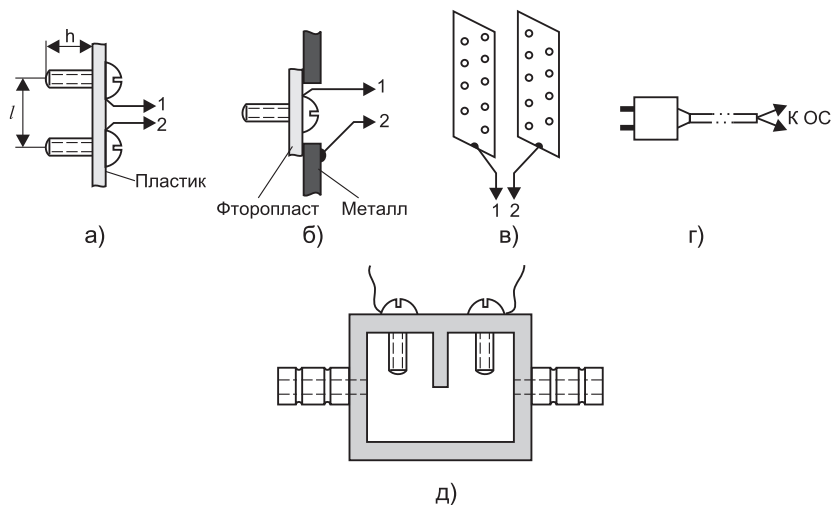 h
l
1
2
Пластик
а)
1
2
Фторопласт
Металл
б)
1 2
в)
К ОС
г)
д)